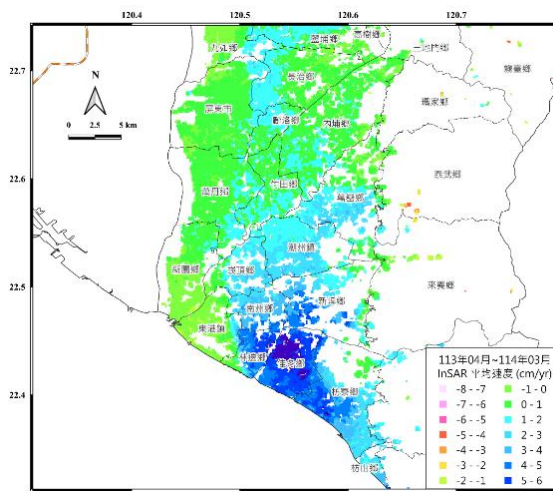 120.4 120.5 120.6 120.7
九如鄉 鹽埔鄉 高樹鄉
三地門鄉 霧臺鄉
22.7
長治鄉
瑪家鄉
N
屏東市
麟洛鄉 內埔鄉
0 2.5 5 km
泰武鄉
22.6
萬丹鄉 竹田鄉 萬巒鄉
潮州鎮
新園鄉 崁頂鄉 來義鄉
22.5
南州鄉 新埤鄉
東港鎮
林邊鄉 佳冬鄉
22.4
枋寮鄉
枋山鄉
113年04月~114年03月
InSAR 平均速度 (cm/yr)
-8 - -7 -1 - 0
-7 - -6 0 - 1
-6 - -5 1 - 2
-5 - -4 2 - 3
-4 - -3 3 - 4
-3 - -2 4 - 5
-2 - -1 5 - 6